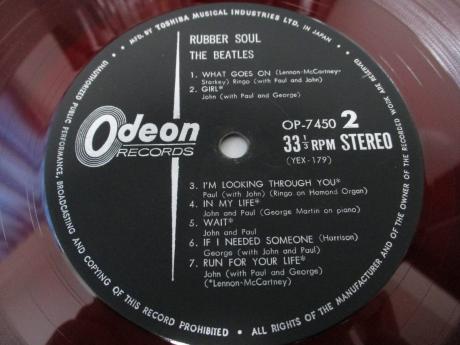 MFD. BY TOSHIBA MUSICAL INDUSTRIES LTD. IN JAPAN
RUBBER SOUL
THE BEATLES
1. WHAT GOES ON (Lennon-McCartney-
Starkey) Ringo (with Paul and John)
2. GIRL*
John (with Paul and George)
Odeon
RECORDS
OP-7450 2
33 1/3 RPM STEREO
(YEX-179)
3. I'M LOOKING THROUGH YOU*
Paul (with John) (Ringo on Hamond Organ)
4. IN MY LIFE*
John and Paul (George Martin on piano)
5. WAIT*
John and Paul
6. IF I NEEDED SOMEONE (Harrison)
George (with John and Paul)
7. RUN FOR YOUR LIFE*
John (with Paul and George)
(*Lennon-McCartney)
UNAUTHORIZED PUBLIC PERFORMANCE, BROADCASTING AND COPYING OF THIS RECORD PROHIBITED • ALL RIGHTS OF THE MANUFACTURER AND OF THE OWNER OF THE RECORDED WORK ARE RESERVED